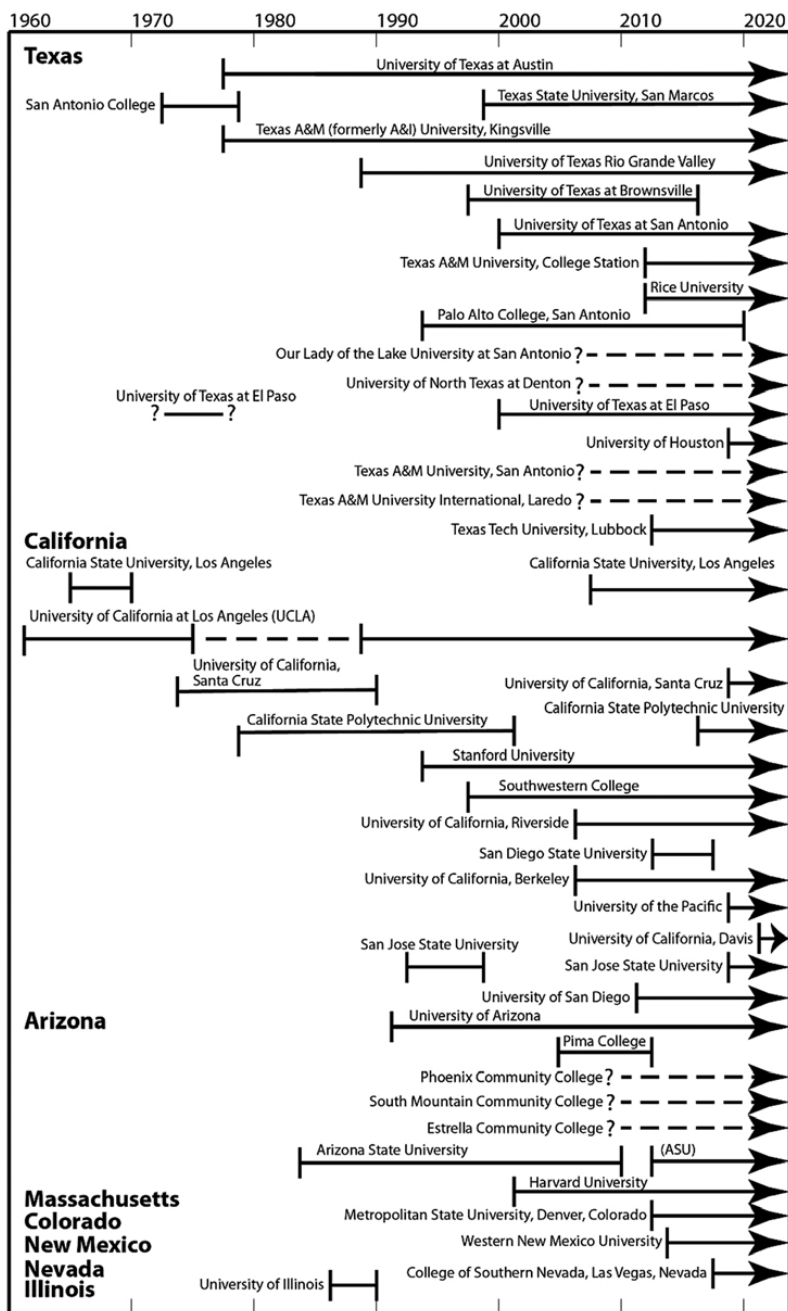 1960 1970 1980 1990 2000 2010 2020
Texas
University of Texas at Austin
San Antonio College
Texas State University, San Marcos
Texas A&M (formerly A&I) University, Kingsville
University of Texas Rio Grande Valley
University of Texas at Brownsville
University of Texas at San Antonio
Texas A&M University, College Station
Rice University
Palo Alto College, San Antonio
Our Lady of the Lake University at San Antonio ?
University of North Texas at Denton ?
University of Texas at El Paso
? ?
University of Texas at El Paso
University of Houston
Texas A&M University, San Antonio ?
Texas A&M University International, Laredo ?
Texas Tech University, Lubbock
California
California State University, Los Angeles
California State University, Los Angeles
University of California at Los Angeles (UCLA)
University of California,
Santa Cruz
University of California, Santa Cruz
California State Polytechnic University
California State Polytechnic University
Stanford University
Southwestern College
University of California, Riverside
San Diego State University
University of California, Berkeley
University of the Pacific
University of California, Davis
San Jose State University
San Jose State University
University of San Diego
Arizona
University of Arizona
Pima College
Phoenix Community College ?
South Mountain Community College ?
Estrella Community College ?
Arizona State University
(ASU)
Harvard University
Massachusetts
Colorado
Metropolitan State University, Denver, Colorado
New Mexico
Western New Mexico University
Nevada
College of Southern Nevada, Las Vegas, Nevada
Illinois
University of Illinois